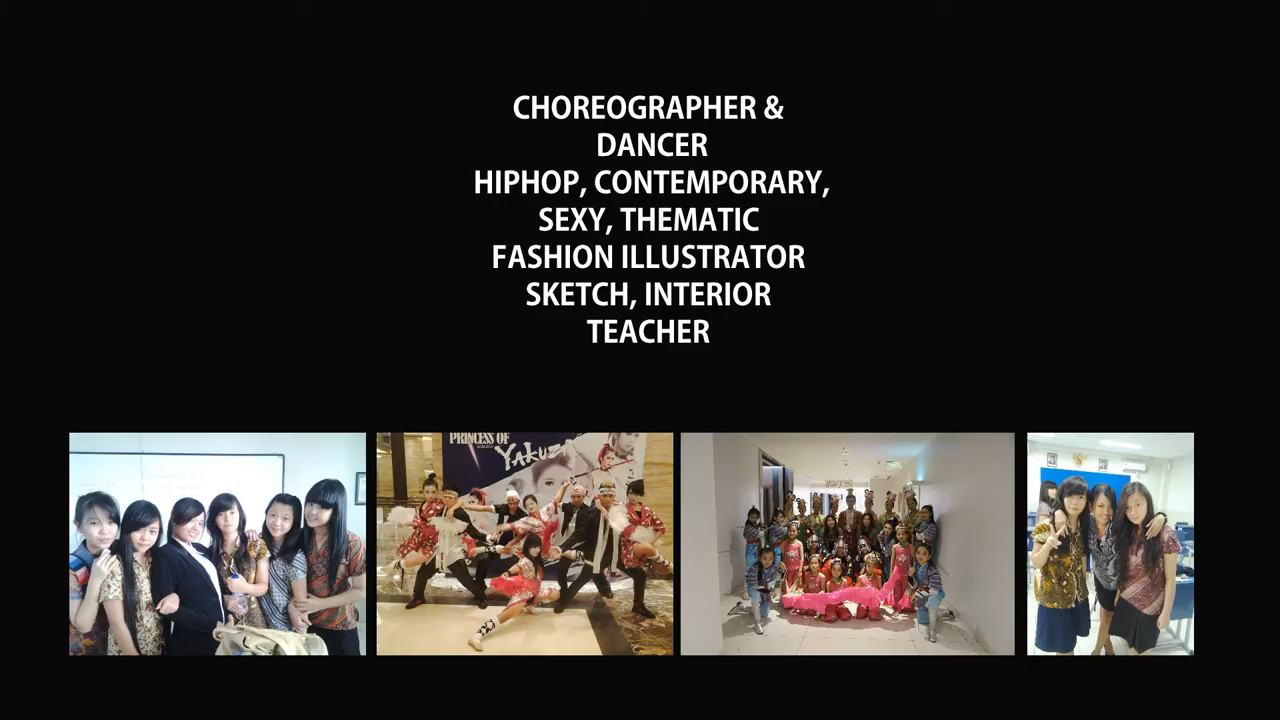 CHOREOGRAPHER &
DANCER
HIPHOP, CONTEMPORARY,
SEXY, THEMATIC
FASHION ILLUSTRATOR
SKETCH, INTERIOR
TEACHER
PRINCESS OF
YAKUZA